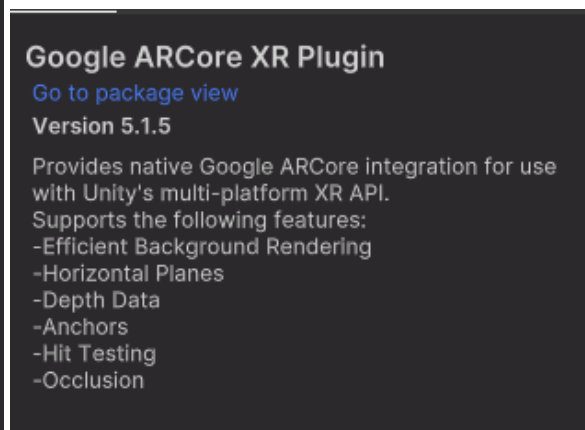 Google ARCore XR Plugin
Go to package view
Version 5.1.5
Provides native Google ARCore integration for use
with Unity's multi-platform XR API.
Supports the following features:
-Efficient Background Rendering
-Horizontal Planes
-Depth Data
-Anchors
-Hit Testing
-Occlusion